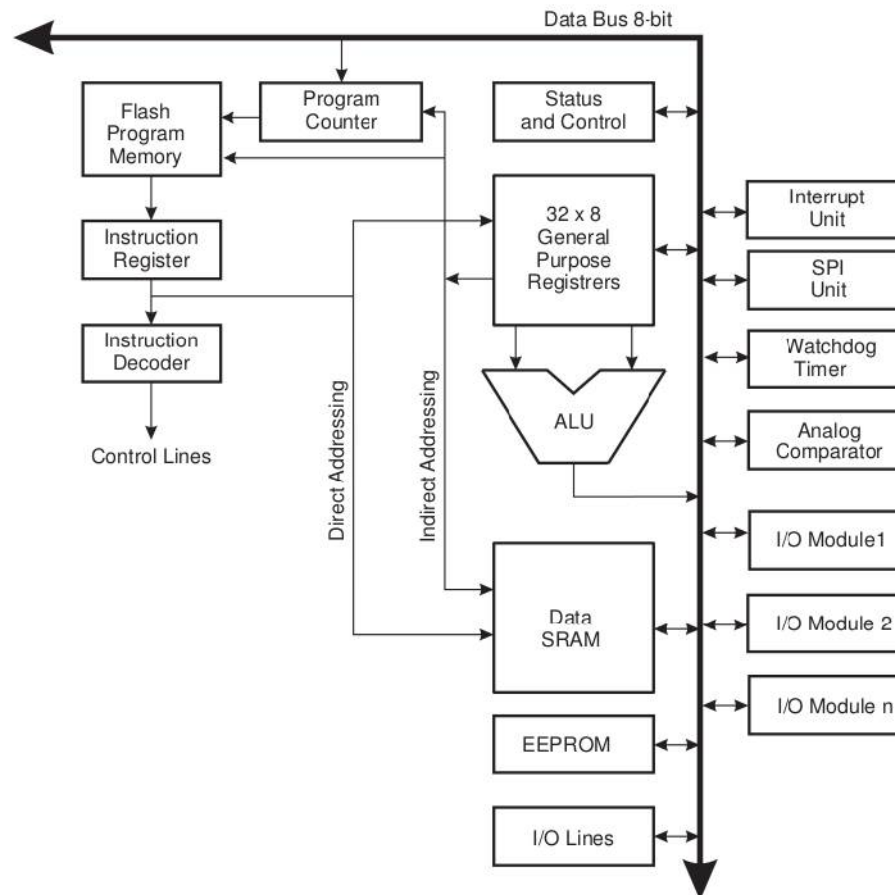 Data Bus 8-bit
Flash
Program
Memory
Program
Counter
Status
and Control
32 x 8
General
Purpose
Registrers
Instruction
Register
Instruction
Decoder
Control Lines
Direct Addressing
Indirect Addressing
ALU
Interrupt
Unit
SPI
Unit
Watchdog
Timer
Analog
Comparator
I/O Module1
Data
SRAM
I/O Module 2
I/O Module n
EEPROM
I/O Lines